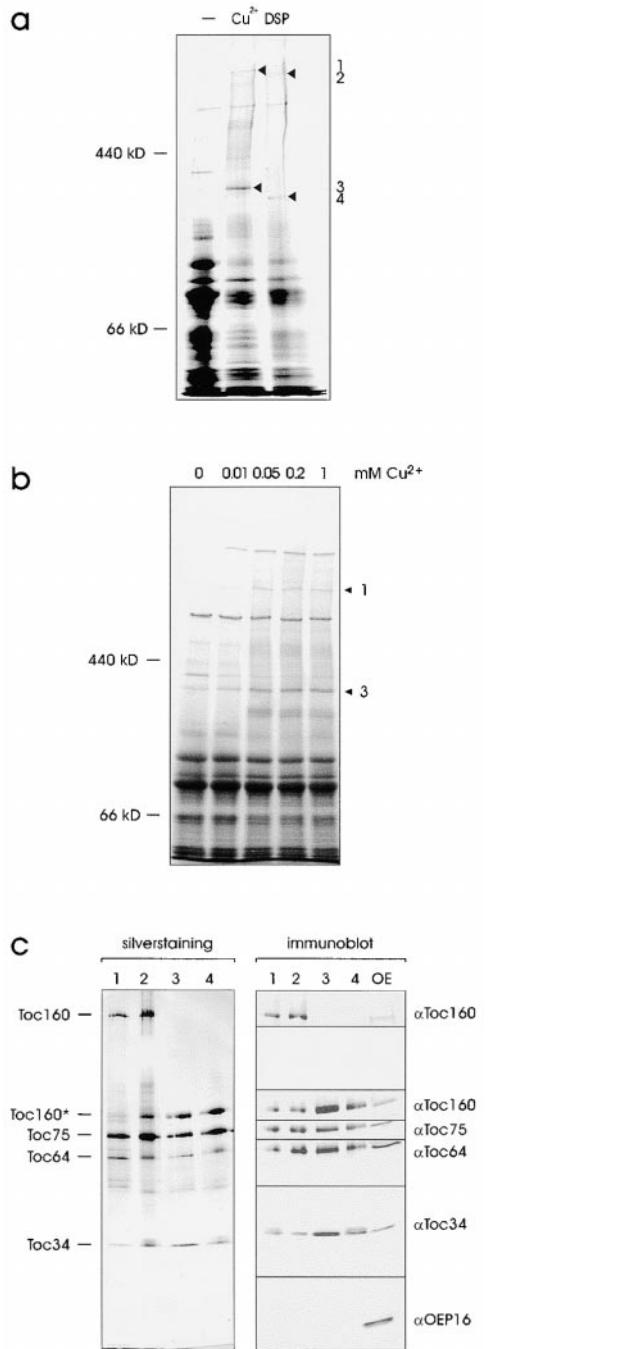 a
— Cu2+ DSP
1
2
440 kD —
3
4
66 kD —
b
0 0.01 0.05 0.2 1 mM Cu2+
1
440 kD —
3
66 kD —
c
silverstaining immunoblot
1 2 3 4 1 2 3 4 OE
Toc160 — αToc160
Toc160* — αToc160
Toc75 — αToc75
Toc64 — αToc64
Toc34 — αToc34
αOEP16